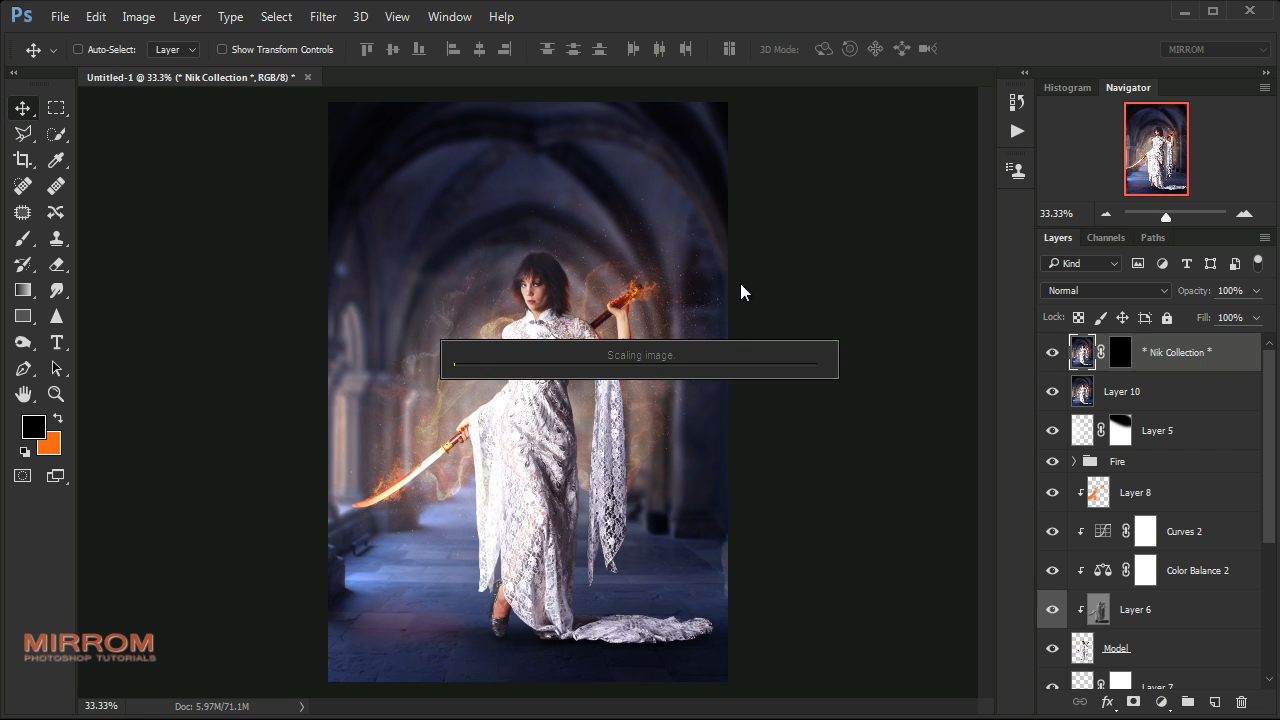 Ps File Edit Image Layer Type Select Filter 3D View Window Help
Auto-Select: Layer Show Transform Controls 3D Mode: MIRROM
Untitled-1 @ 33.3% (* Nik Collection *, RGB/8) *
Histogram Navigator
33.33%
Layers Channels Paths
Kind
Normal Opacity: 100%
Lock: Fill: 100%
* Nik Collection *
Layer 10
Layer 5
Fire
Layer 8
Curves 2
Color Balance 2
Layer 6
Model
Layer 7
Scaling image.
MIRROM
PHOTOSHOP TUTORIALS
33.33% Doc: 5.97M/71.1M